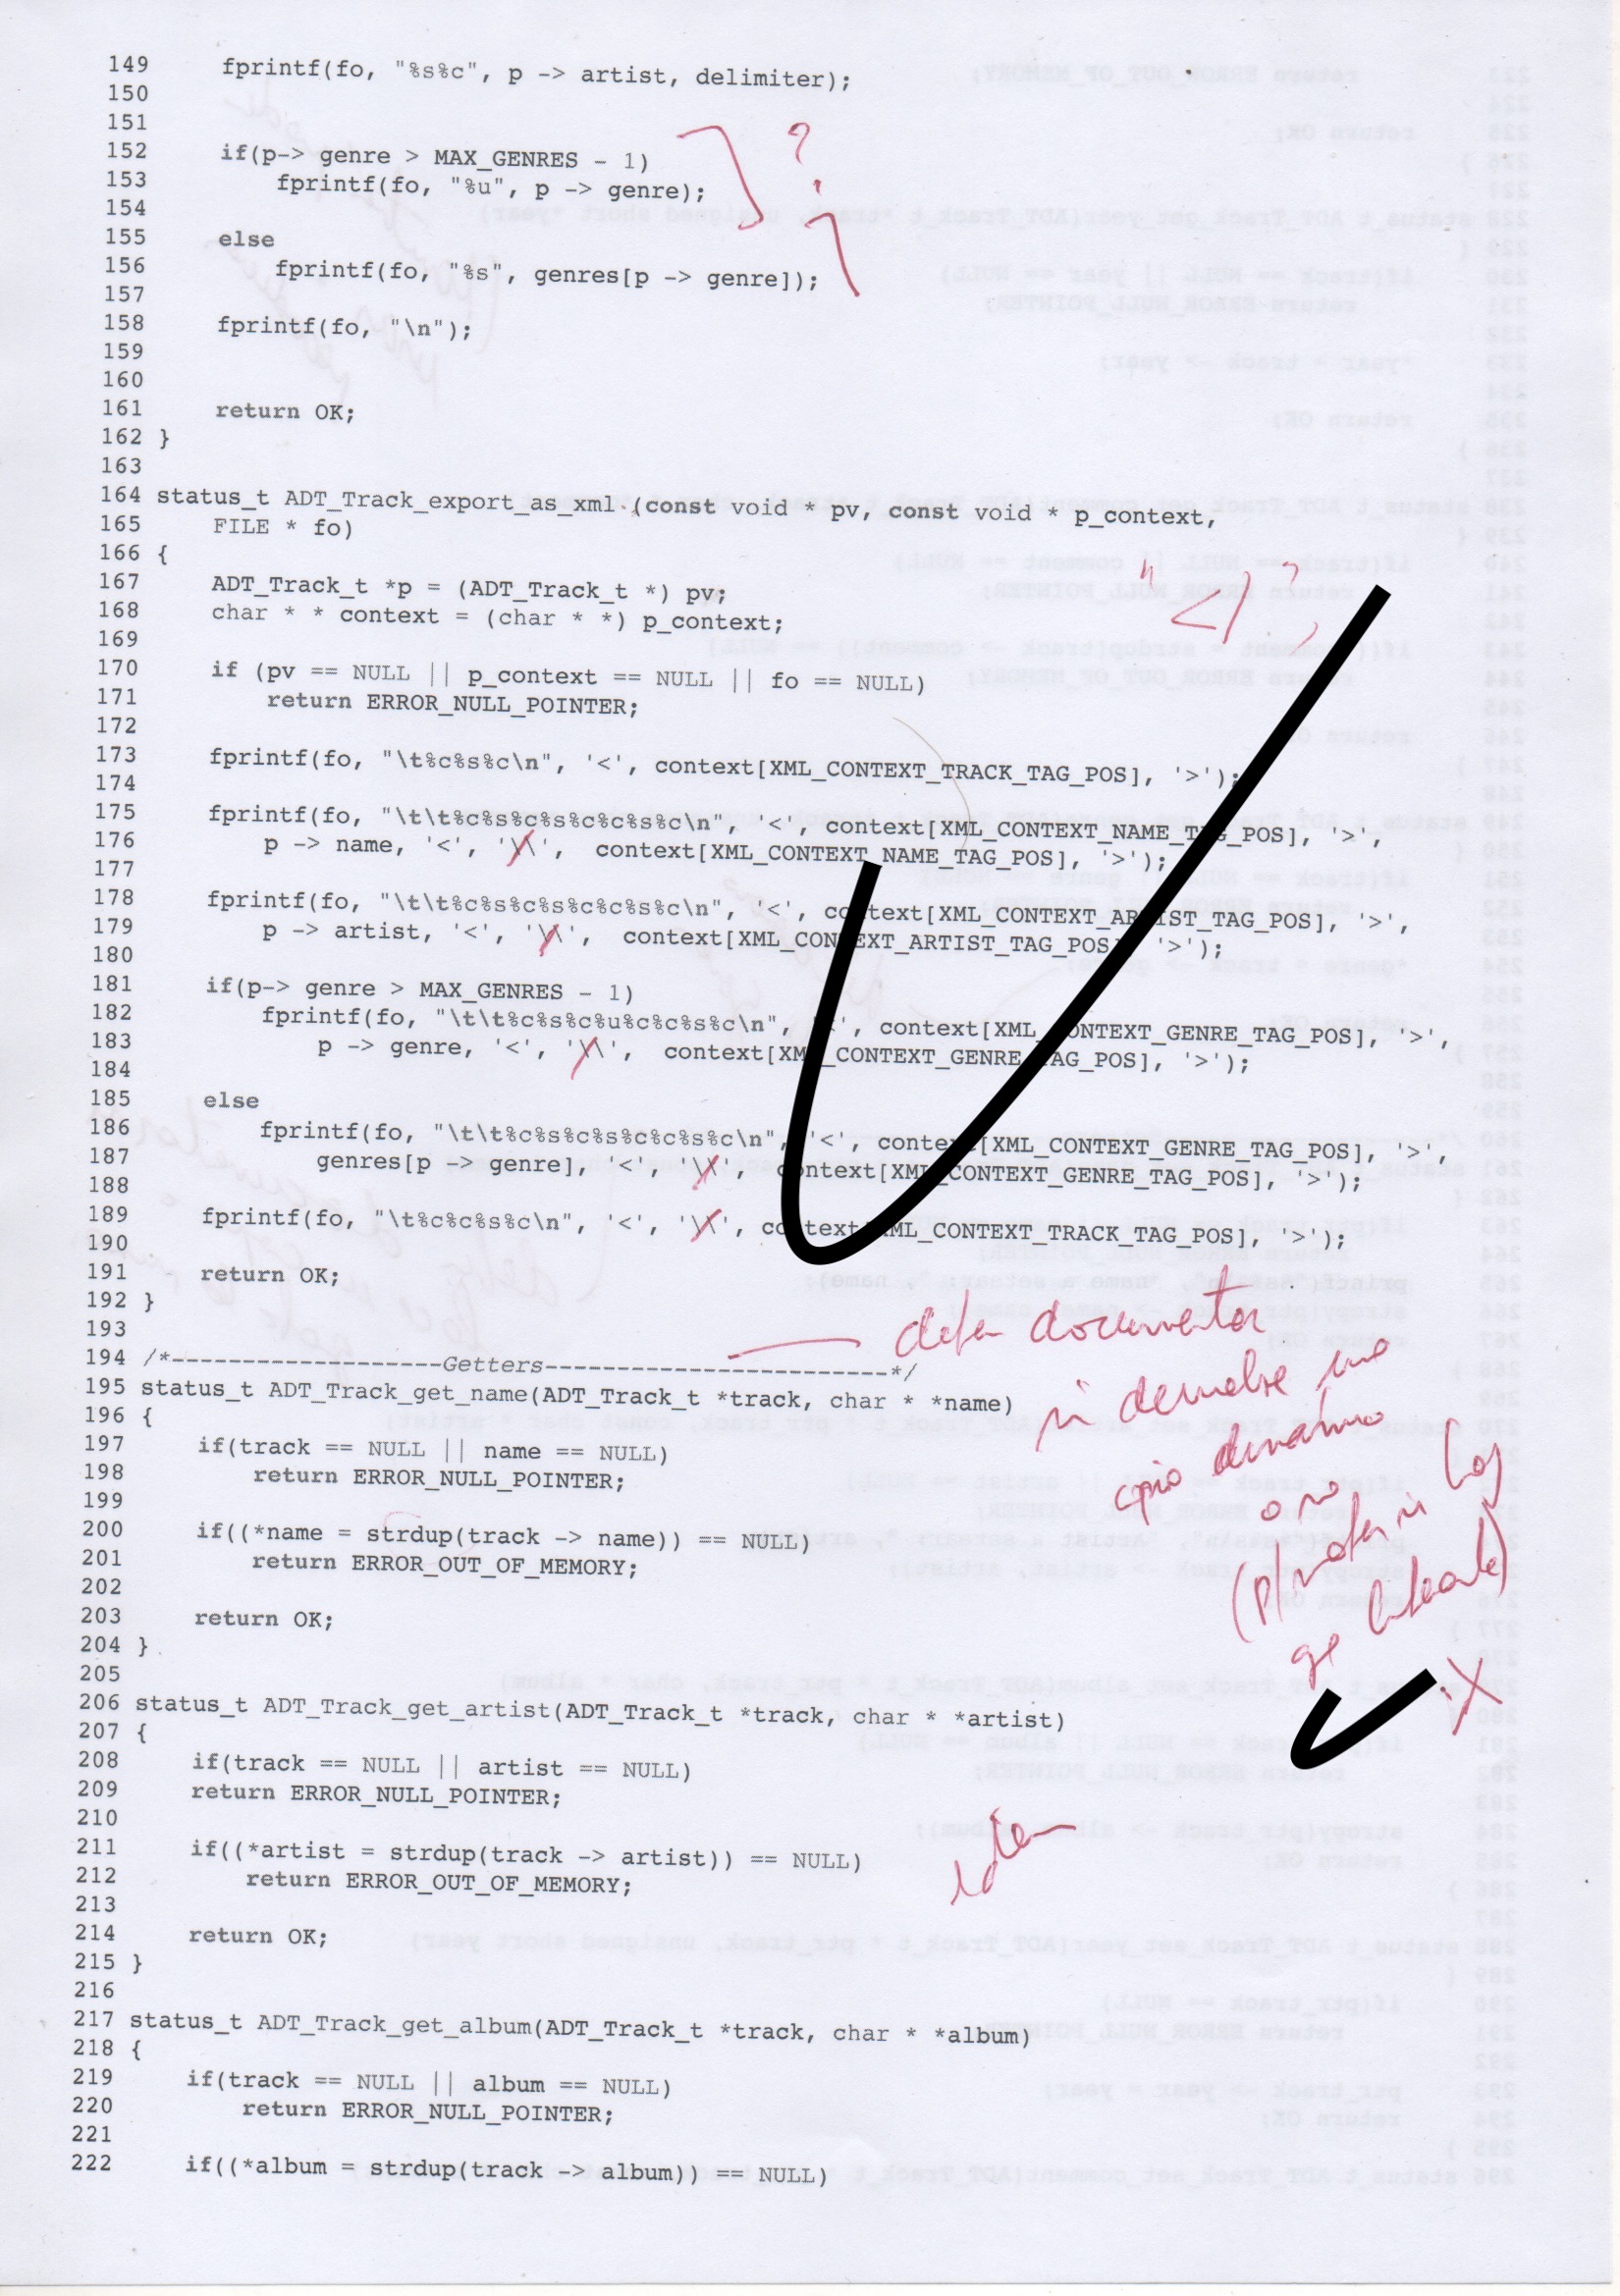 149 fprintf(fo, "%s%c", p -> artist, delimiter);
150
151
152 if(p-> genre > MAX_GENRES - 1)
153 fprintf(fo, "%u", p -> genre);
154
155 else
156 fprintf(fo, "%s", genres[p -> genre]);
157
158 fprintf(fo, "\n");
159
160
161 return OK;
162 }
163
164 status_t ADT_Track_export_as_xml (const void * pv, const void * p_context,
165 FILE * fo)
166 {
167 ADT_Track_t *p = (ADT_Track_t *) pv;
168 char * * context = (char * *) p_context;
169
170 if (pv == NULL || p_context == NULL || fo == NULL)
171 return ERROR_NULL_POINTER;
172
173 fprintf(fo, "\t%c%s%c\n", '<', context[XML_CONTEXT_TRACK_TAG_POS], '>');
174
175 fprintf(fo, "\t\t%c%s%c%s%c%c%s%c\n", '<', context[XML_CONTEXT_NAME_TAG_POS], '>',
176 p -> name, '<', '\\', context[XML_CONTEXT_NAME_TAG_POS], '>');
177
178 fprintf(fo, "\t\t%c%s%c%s%c%c%s%c\n", '<', context[XML_CONTEXT_ARTIST_TAG_POS], '>',
179 p -> artist, '<', '\\', context[XML_CONTEXT_ARTIST_TAG_POS], '>');
180
181 if(p-> genre > MAX_GENRES - 1)
182 fprintf(fo, "\t\t%c%s%c%u%c%c%s%c\n", '<', context[XML_CONTEXT_GENRE_TAG_POS], '>',
183 p -> genre, '<', '\\', context[XML_CONTEXT_GENRE_TAG_POS], '>');
184
185 else
186 fprintf(fo, "\t\t%c%s%c%s%c%c%s%c\n", '<', context[XML_CONTEXT_GENRE_TAG_POS], '>',
187 genres[p -> genre], '<', '\\', context[XML_CONTEXT_GENRE_TAG_POS], '>');
188
189 fprintf(fo, "\t%c%c%s%c\n", '<', '\\', context[XML_CONTEXT_TRACK_TAG_POS], '>');
190
191 return OK;
192 }
193
debe documentar
194 /*-------------------Getters------------------------*/
si devuelve una
195 status_t ADT_Track_get_name(ADT_Track_t *track, char * *name)
196 {
197 if(track == NULL || name == NULL)
198 return ERROR_NULL_POINTER;
copia
o no
199
200 if((*name = strdup(track -> name)) == NULL)
201 return ERROR_OUT_OF_MEMORY;
202
203 return OK;
204 }
205
206 status_t ADT_Track_get_artist(ADT_Track_t *track, char * *artist)
207 {
208 if(track == NULL || artist == NULL)
209 return ERROR_NULL_POINTER;
210
211 if((*artist = strdup(track -> artist)) == NULL)
idem
212 return ERROR_OUT_OF_MEMORY;
213
214 return OK;
215 }
216
217 status_t ADT_Track_get_album(ADT_Track_t *track, char * *album)
218 {
219 if(track == NULL || album == NULL)
220 return ERROR_NULL_POINTER;
221
222 if((*album = strdup(track -> album)) == NULL)